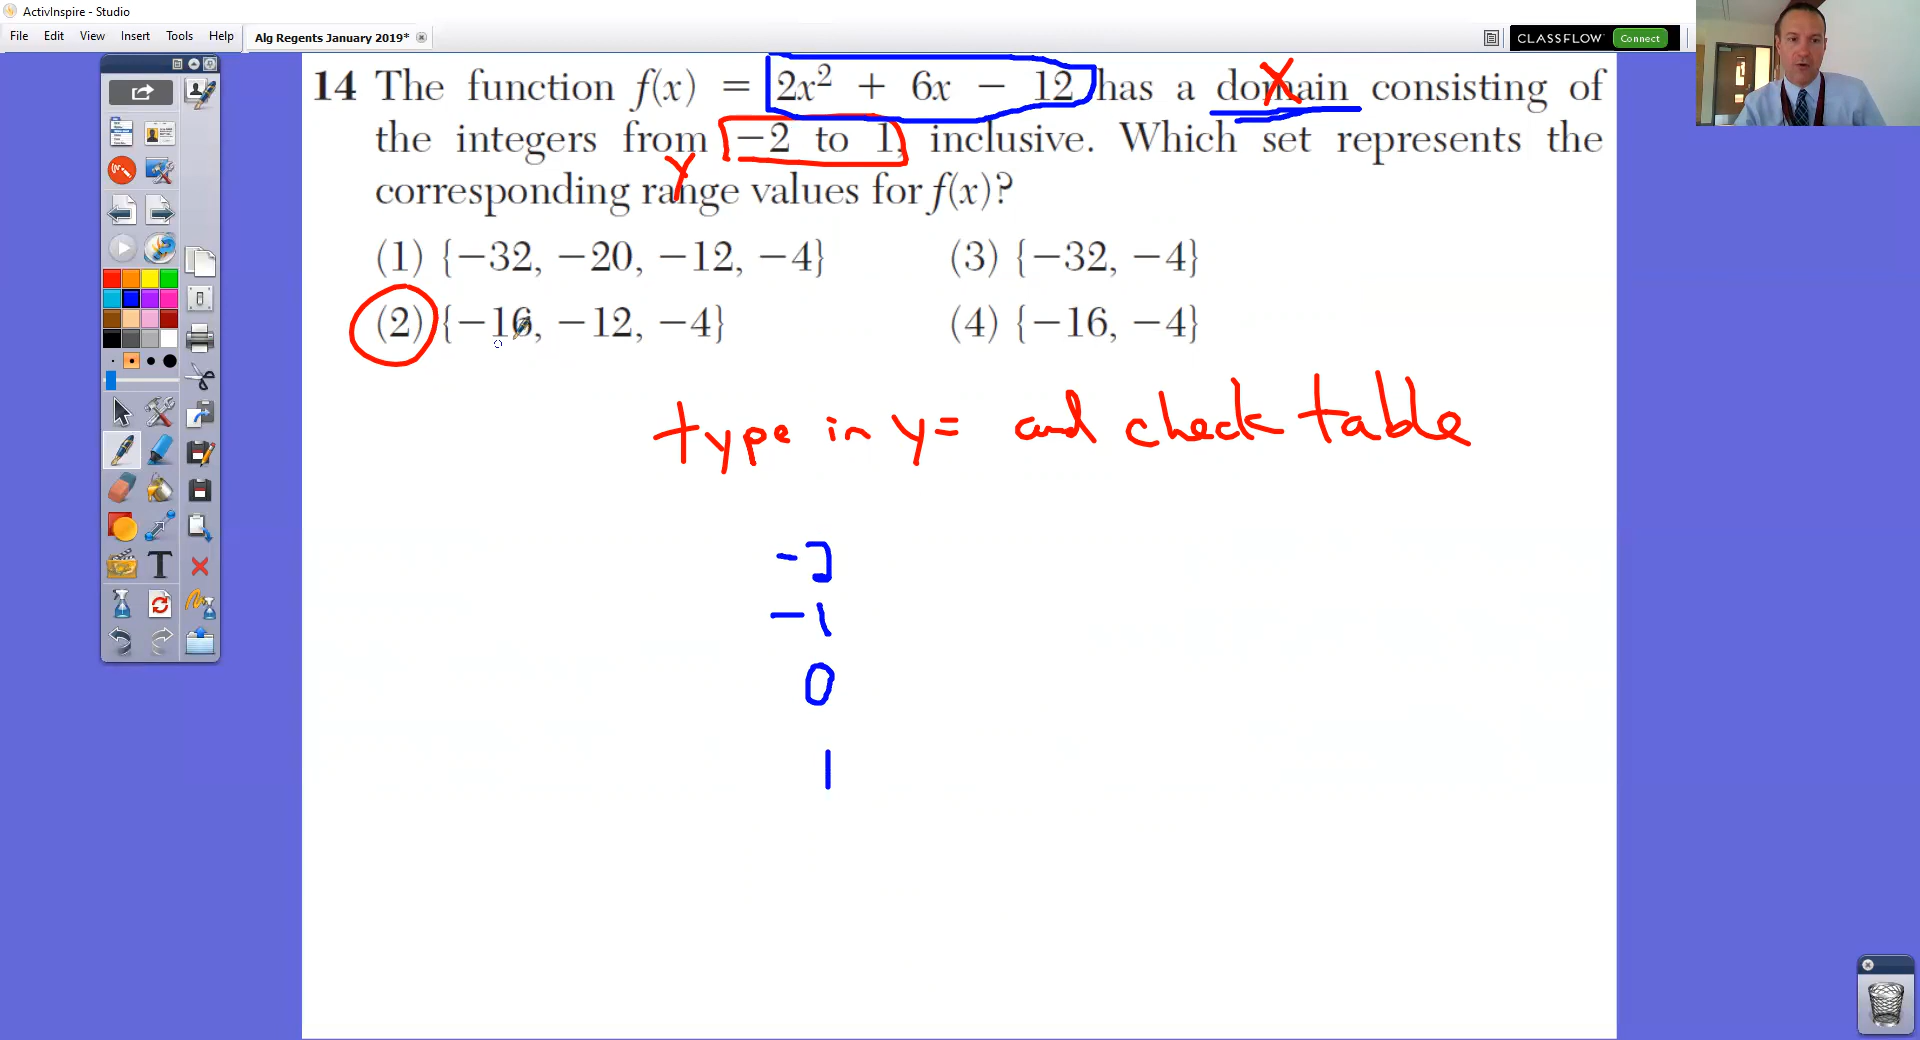 ActivInspire - Studio
File Edit View Insert Tools Help
Alg Regents January 2019*
CLASSFLOW Connect
14 The function f(x) = 2x² + 6x − 12 has a domain consisting of
X
the integers from −2 to 1, inclusive. Which set represents the
Y
corresponding range values for f(x)?
(1) {−32, −20, −12, −4} (3) {−32, −4}
(2) {−16, −12, −4} (4) {−16, −4}
type in y= and check table
-2
-1
0
1